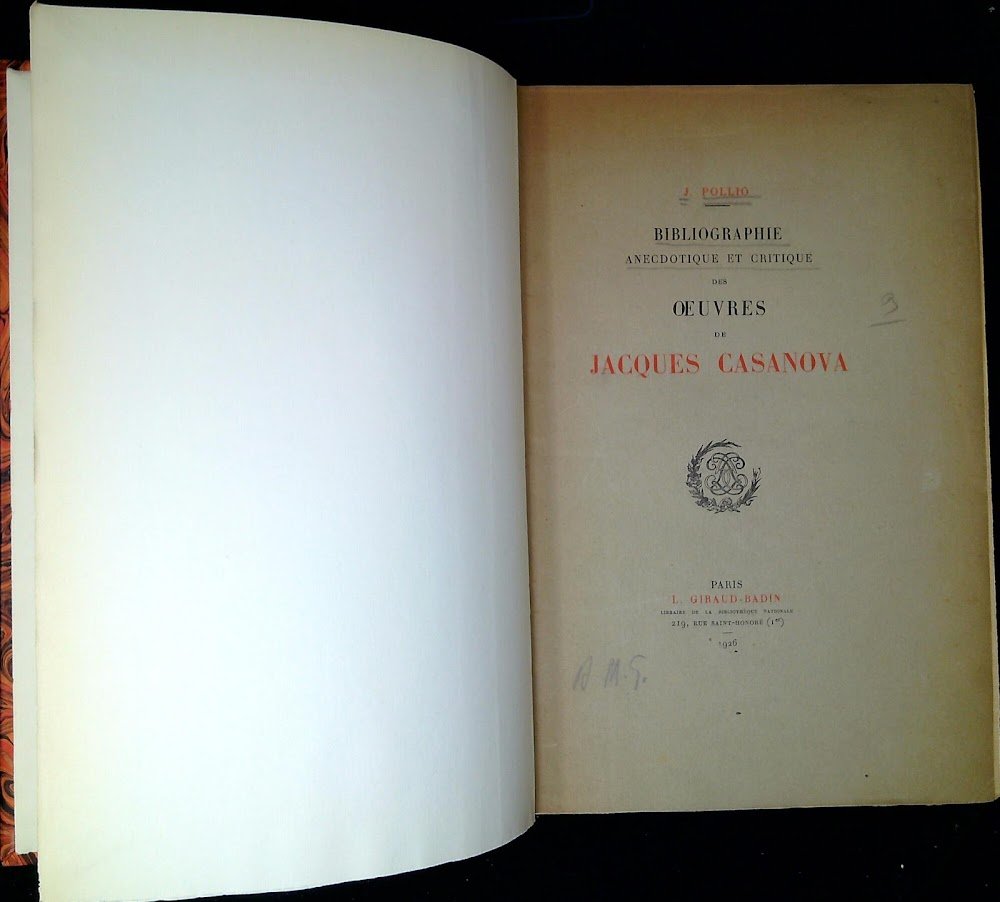 J. POLLIO
BIBLIOGRAPHIE
ANECDOTIQUE ET CRITIQUE
DES
ŒUVRES
DE
JACQUES CASANOVA
PARIS
L. GIRAUD-BADIN
LIBRAIRE DE LA BIBLIOTHÈQUE NATIONALE
219, RUE SAINT-HONORÉ (1er)
1926